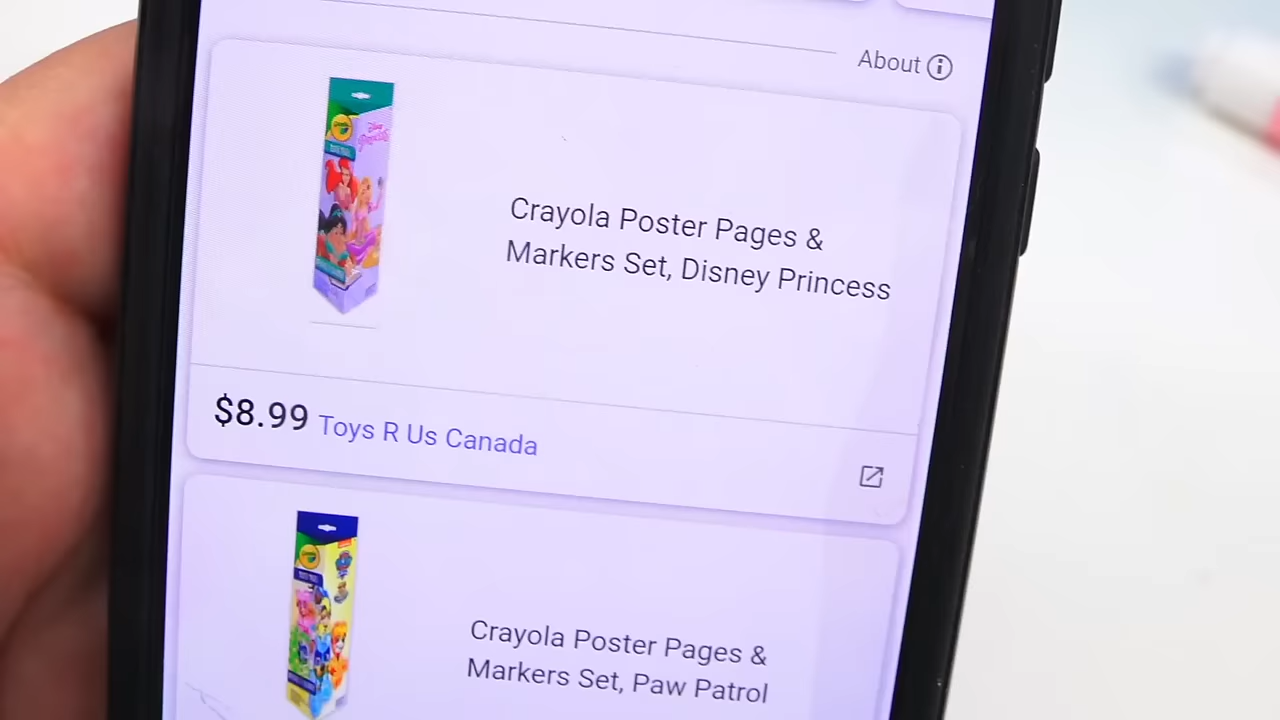 About
Crayola Poster Pages &
Markers Set, Disney Princess
$8.99 Toys R Us Canada
Crayola Poster Pages &
Markers Set, Paw Patrol